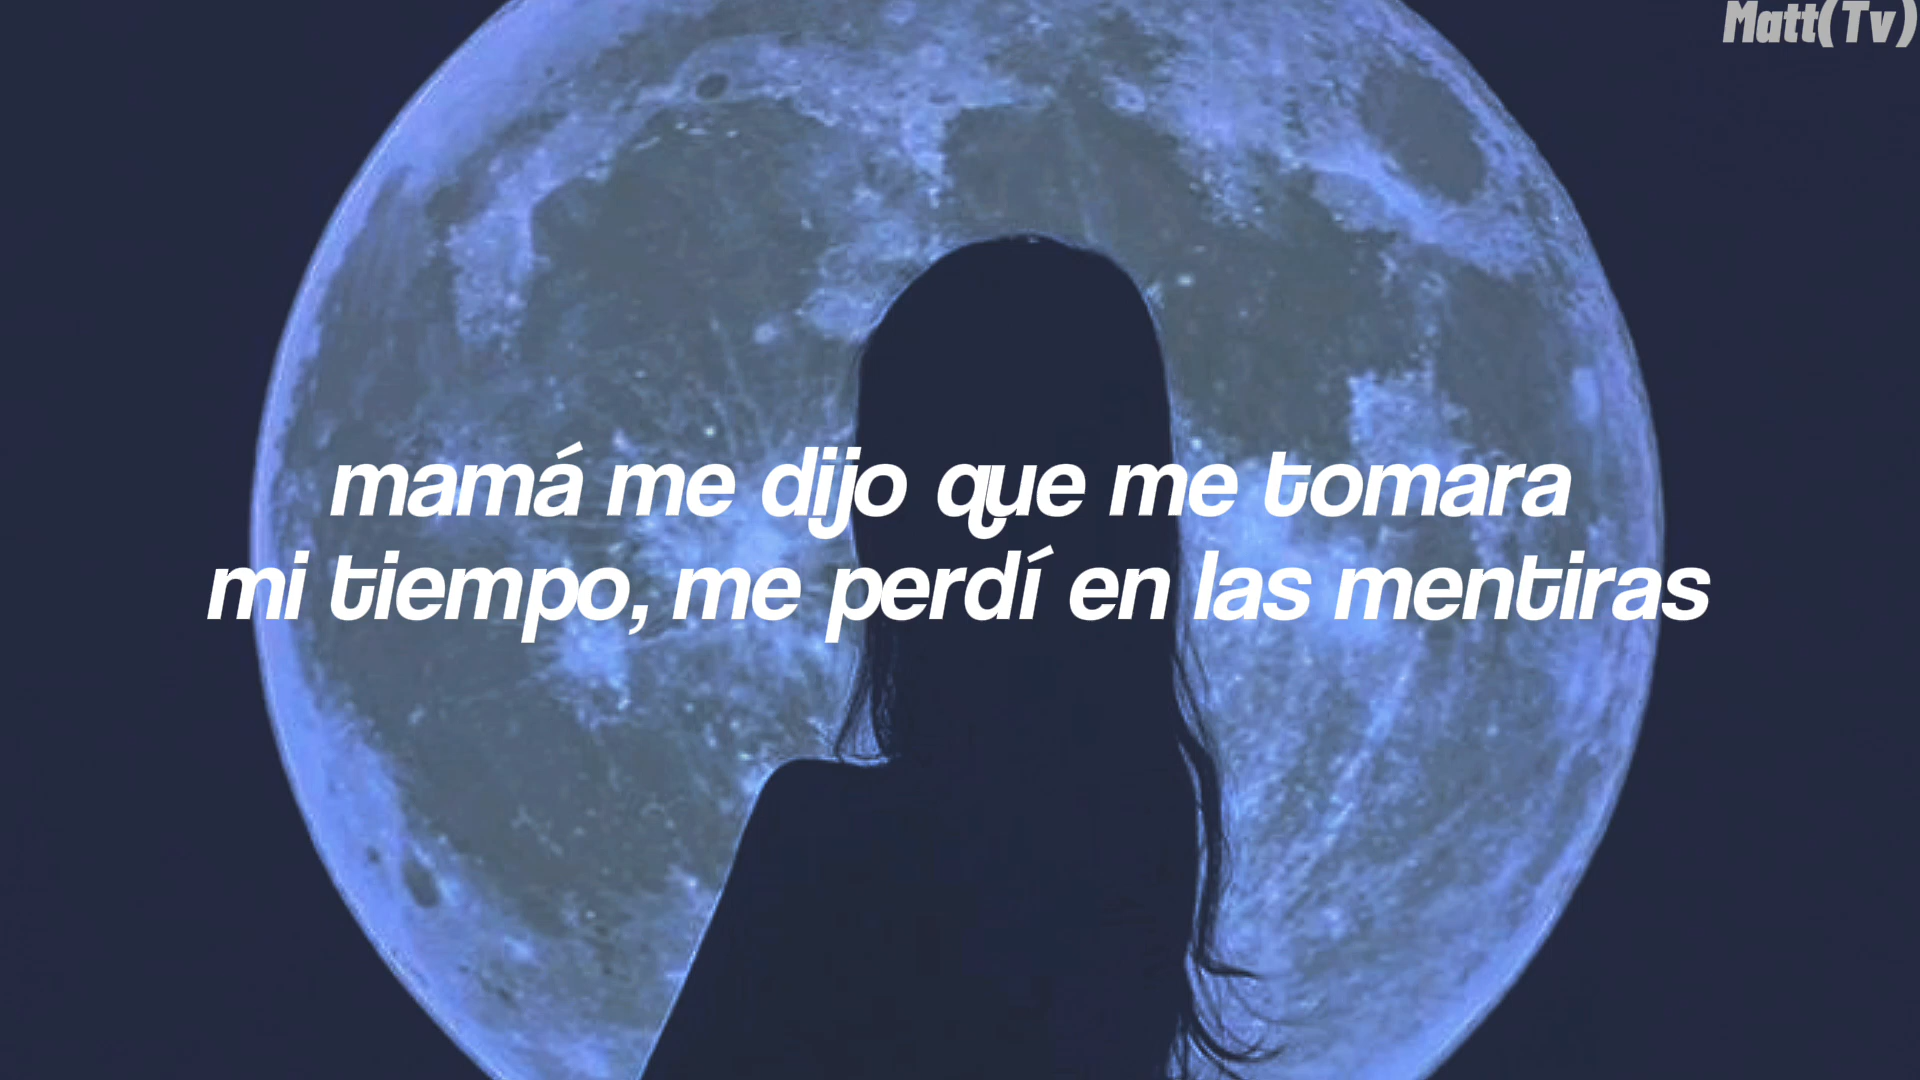 Matt(Tv)
mamá me dijo que me tomara
mi tiempo, me perdí en las mentiras